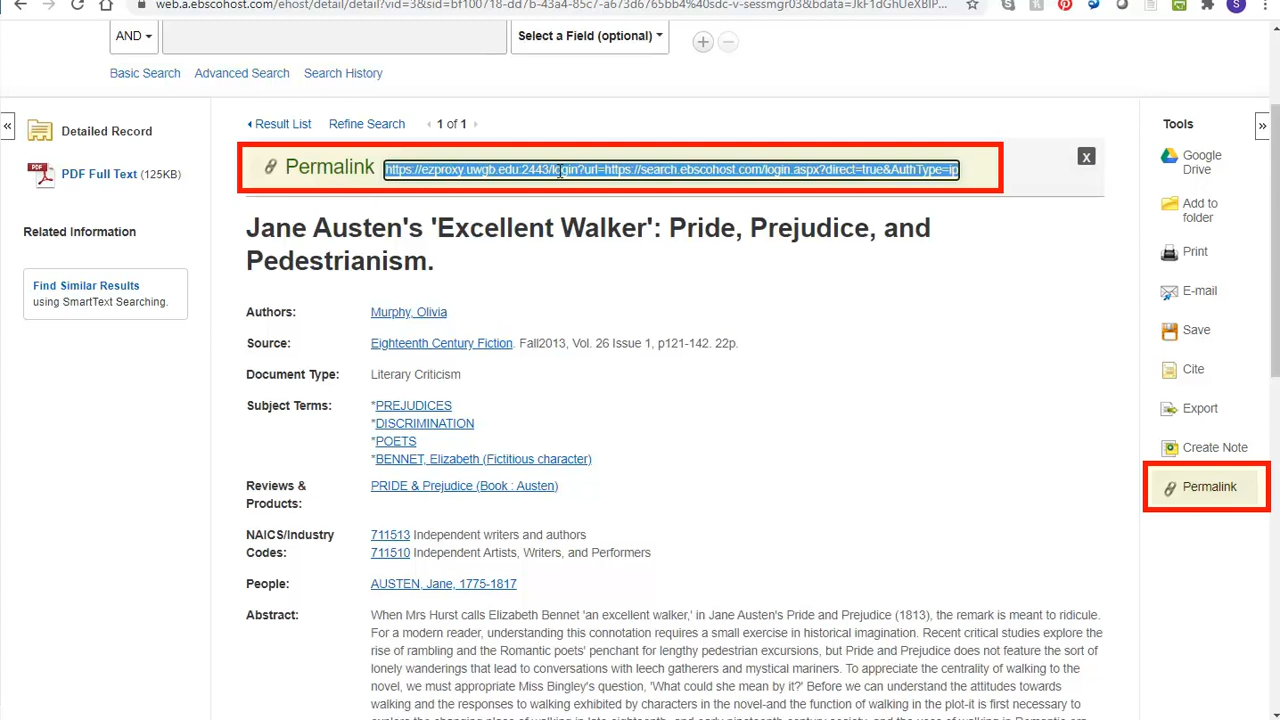 web.a.ebscohost.com/ehost/detail/detail?vid=3&sid=bf100718-dd7b-43a4-85c7-a673d6765bb4%40sdc-v-sessmgr03&bdata=JkF1dGhUeXBlP...
AND
Select a Field (optional)
Basic Search Advanced Search Search History
Detailed Record
PDF Full Text (125KB)
Related Information
Find Similar Results
using SmartText Searching.
Result List Refine Search 1 of 1
Permalink https://ezproxy.uwgb.edu:2443/login?url=https://search.ebscohost.com/login.aspx?direct=true&AuthType=ip
X
Jane Austen's 'Excellent Walker': Pride, Prejudice, and
Pedestrianism.
Authors: Murphy, Olivia
Source: Eighteenth Century Fiction. Fall2013, Vol. 26 Issue 1, p121-142. 22p.
Document Type: Literary Criticism
Subject Terms: *PREJUDICES
*DISCRIMINATION
*POETS
*BENNET, Elizabeth (Fictitious character)
Reviews & PRIDE & Prejudice (Book : Austen)
Products:
NAICS/Industry 711513 Independent writers and authors
Codes: 711510 Independent Artists, Writers, and Performers
People: AUSTEN, Jane, 1775-1817
Abstract: When Mrs Hurst calls Elizabeth Bennet 'an excellent walker,' in Jane Austen's Pride and Prejudice (1813), the remark is meant to ridicule.
For a modern reader, understanding this connotation requires a small exercise in historical imagination. Recent critical studies explore the
rise of rambling and the Romantic poets' penchant for lengthy pedestrian excursions, but Pride and Prejudice does not feature the sort of
lonely wanderings that lead to conversations with leech gatherers and mystical mariners. To appreciate the centrality of walking to the
novel, we must appropriate Miss Bingley's question, 'What could she mean by it?' Before we can understand the attitudes towards
walking and the responses to walking exhibited by characters in the novel-and the function of walking in the plot-it is first necessary to
Tools
Google
Drive
Add to
folder
Print
E-mail
Save
Cite
Export
Create Note
Permalink